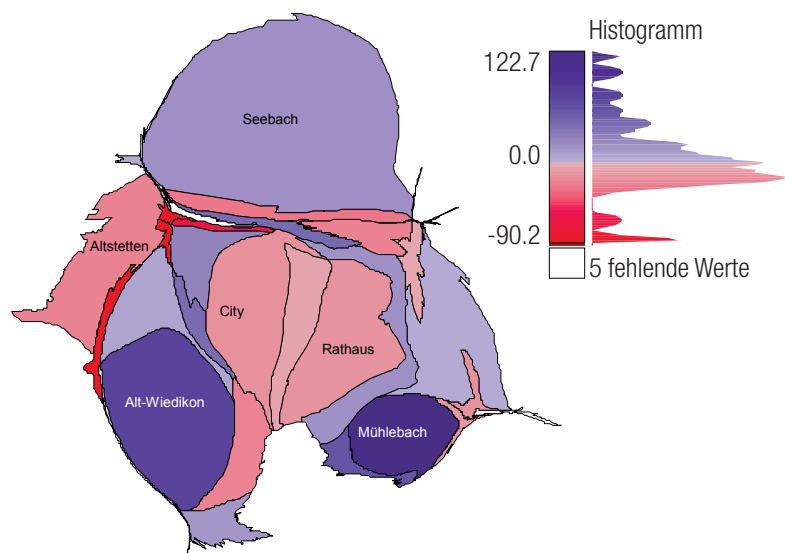 Histogramm
122.7
0.0
-90.2
5 fehlende Werte
Seebach
Altstetten
City
Rathaus
Alt-Wiedikon
Mühlebach